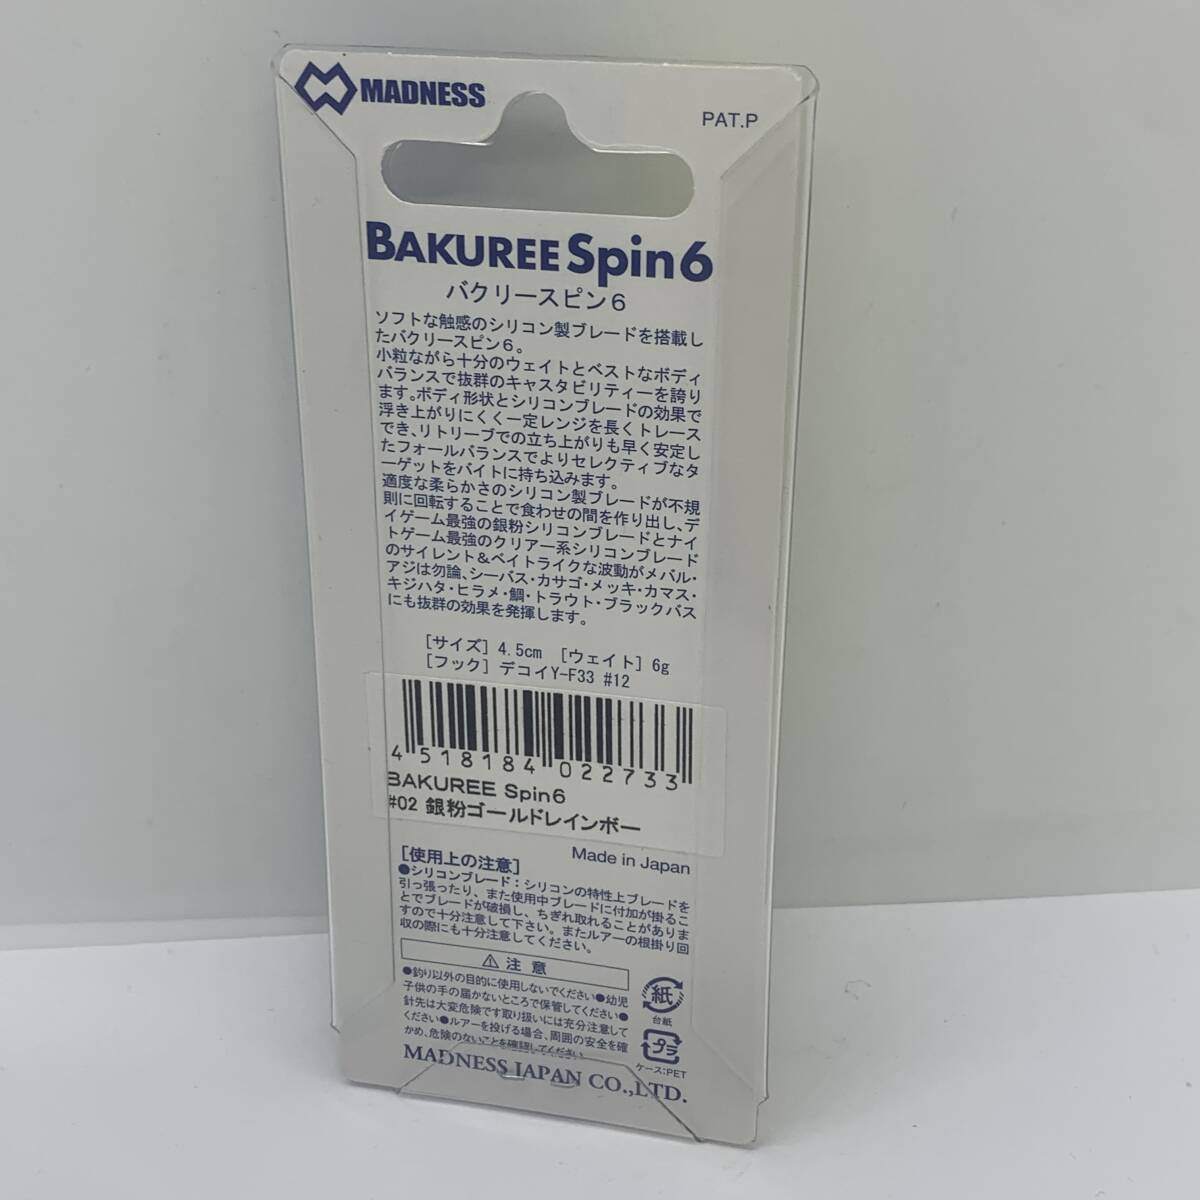 MADNESS
PAT.P
BAKUREE Spin6
バクリースピン6
ソフトな触感のシリコン製ブレードを搭載し
たバクリースピン6。
小粒ながら十分のウェイトとベストなボディ
バランスで抜群のキャスタビリティーを誇り
ます。ボディ形状とシリコンブレードの効果で
浮き上がりにくく一定レンジを長くトレース
でき、リトリーブでの立ち上がりも早く安定し
たフォールバランスでよりセレクティブなタ
ーゲットをバイトに持ち込みます。
適度な柔らかさのシリコン製ブレードが不規
則に回転することで食わせの間を作り出し、デ
イゲーム最強の銀粉シリコンブレードとナイ
トゲーム最強のクリアー系シリコンブレード
のサイレント&ベイトライクな波動がメバル・
アジは勿論、シーバス・カサゴ・メッキ・カマス・
キジハタ・ヒラメ・鯛・トラウト・ブラックバス
にも抜群の効果を発揮します。
[サイズ] 4.5cm [ウェイト] 6g
[フック] デコイY-F33 #12
4 518184 022733
BAKUREE Spin6
#02 銀粉ゴールドレインボー
Made in Japan
[使用上の注意]
●シリコンブレード：シリコンの特性上ブレードを
引っ張ったり、また使用中ブレードに付加が掛るこ
とでブレードが破損し、ちぎれ取れることがありま
すので十分注意して下さい。またルアーの根掛り回
収の際にも十分注意してください。
⚠ 注意
●釣り以外の目的に使用しないでください●幼児
子供の手の届かないところで保管してください●
針先は大変危険です取り扱いには充分注意して
ください●ルアーを投げる場合、周囲の安全を確
かめ、危険のないことを確認してください
紙
台紙
プラ
ケース:PET
MADNESS JAPAN CO.,LTD.